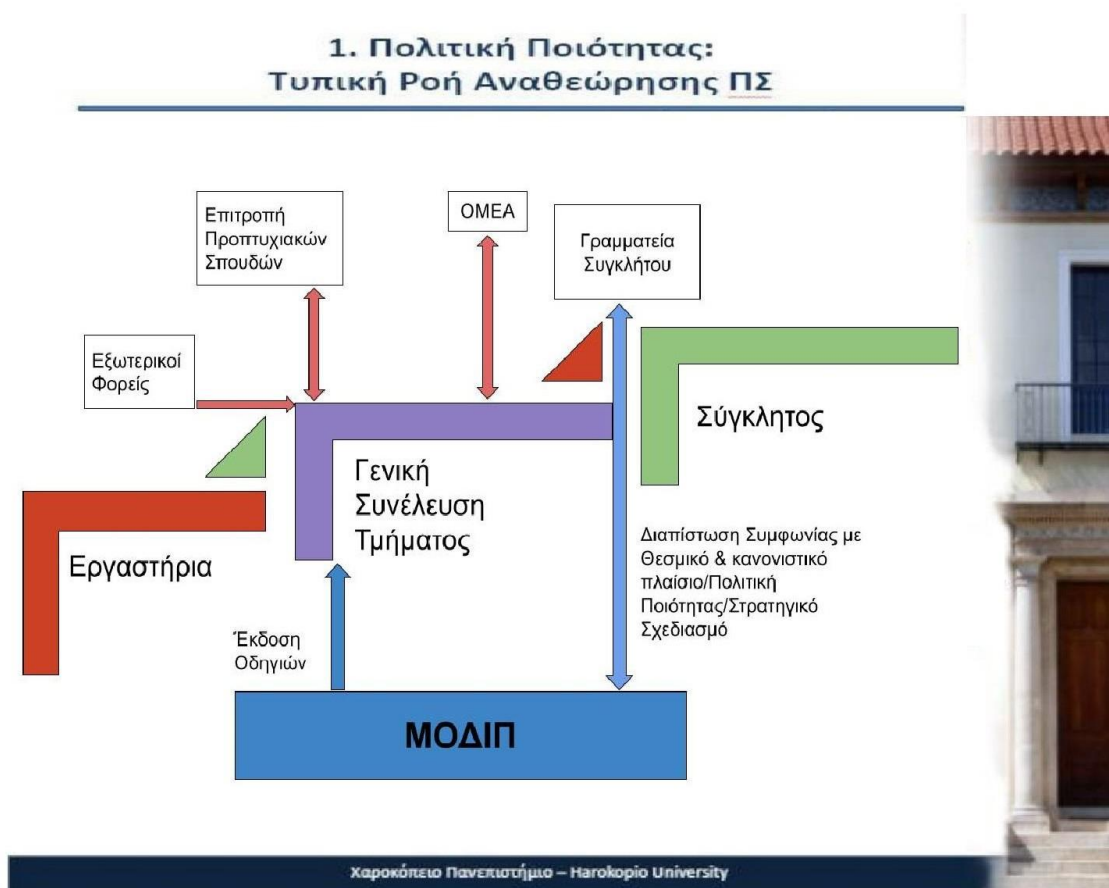 1. Πολιτική Ποιότητας:
Τυπική Ροή Αναθεώρησης ΠΣ
Επιτροπή
Προπτυχιακών
Σπουδών
ΟΜΕΑ
Γραμματεία
Συγκλήτου
Εξωτερικοί
Φορείς
Σύγκλητος
Γενική
Συνέλευση
Τμήματος
Εργαστήρια
Διαπίστωση Συμφωνίας με
Θεσμικό & κανονιστικό
πλαίσιο/Πολιτική
Ποιότητας/Στρατηγικό
Σχεδιασμό
Έκδοση
Οδηγιών
ΜΟΔΙΠ
Χαροκόπειο Πανεπιστήμιο – Harokopio University